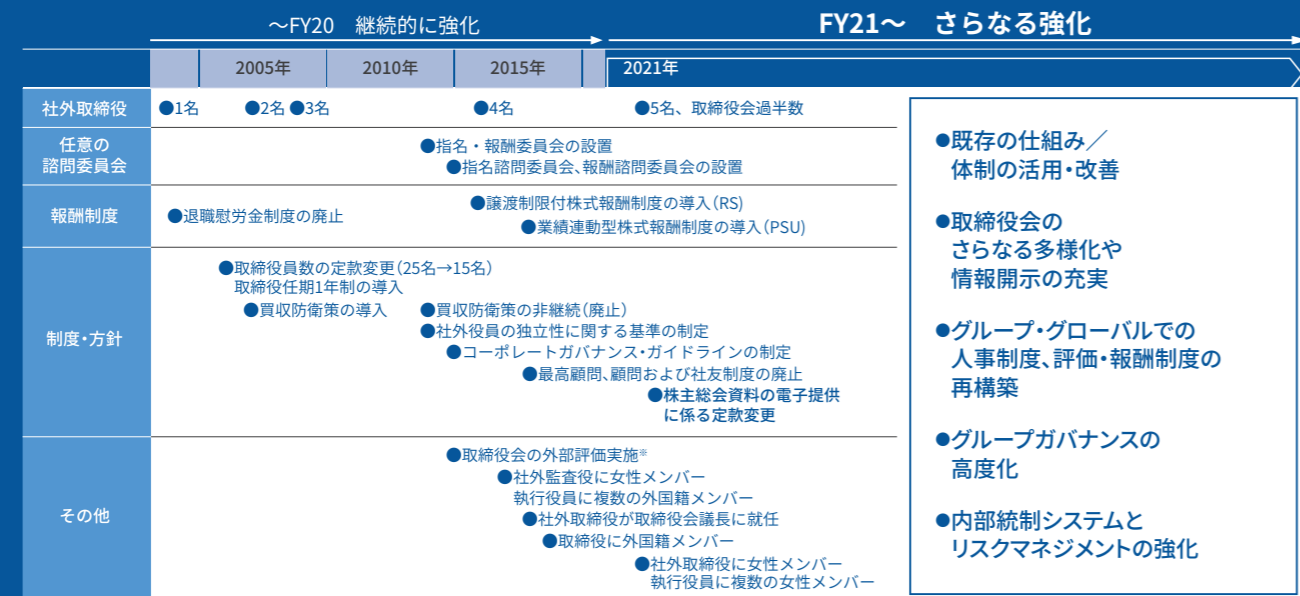 ～FY20 継続的に強化
FY21～ さらなる強化
2005年
2010年
2015年
2021年
社外取締役
●1名
●2名 ●3名
●4名
●5名、取締役会過半数
任意の
諮問委員会
●指名・報酬委員会の設置
●指名諮問委員会、報酬諮問委員会の設置
報酬制度
●退職慰労金制度の廃止
●譲渡制限付株式報酬制度の導入（RS)
●業績連動型株式報酬制度の導入（PSU)
制度・方針
●取締役員数の定款変更（25名→15名）
取締役任期1年制の導入
●買収防衛策の導入
●買収防衛策の非継続（廃止）
●社外役員の独立性に関する基準の制定
●コーポレートガバナンス・ガイドラインの制定
●最高顧問、顧問および社友制度の廃止
●株主総会資料の電子提供
に係る定款変更
その他
●取締役会の外部評価実施※
●社外監査役に女性メンバー
執行役員に複数の外国籍メンバー
●社外取締役が取締役会議長に就任
●取締役に外国籍メンバー
●社外取締役に女性メンバー
執行役員に複数の女性メンバー
●既存の仕組み／
体制の活用・改善
●取締役会の
さらなる多様化や
情報開示の充実
●グループ・グローバルでの
人事制度、評価・報酬制度の
再構築
●グループガバナンスの
高度化
●内部統制システムと
リスクマネジメントの強化